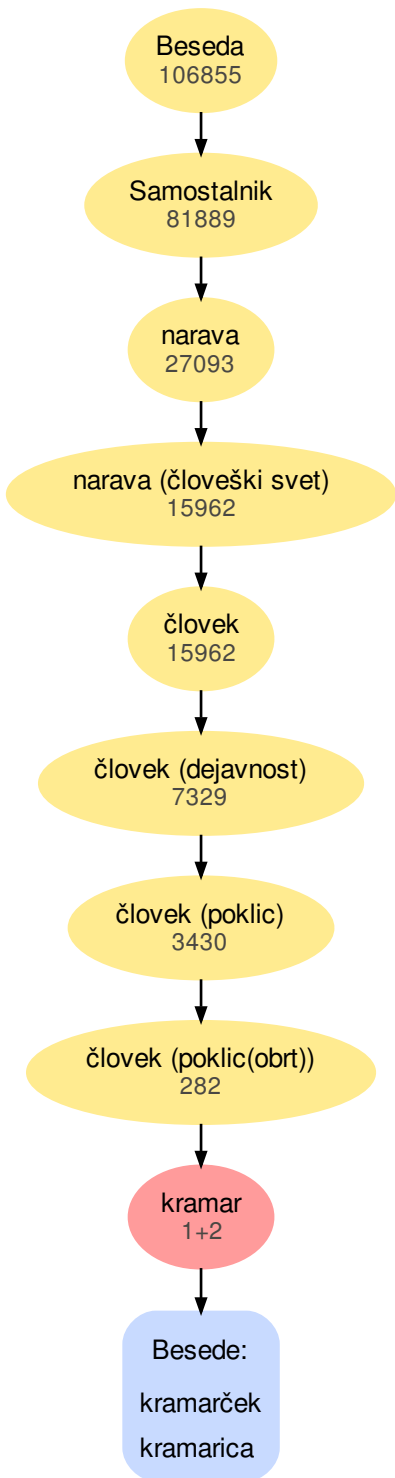 Beseda
106855
Samostalnik
81889
narava
27093
narava (človeški svet)
15962
človek
15962
človek (dejavnost)
7329
človek (poklic)
3430
človek (poklic(obrt))
282
kramar
1+2
Besede:
kramarček
kramarica